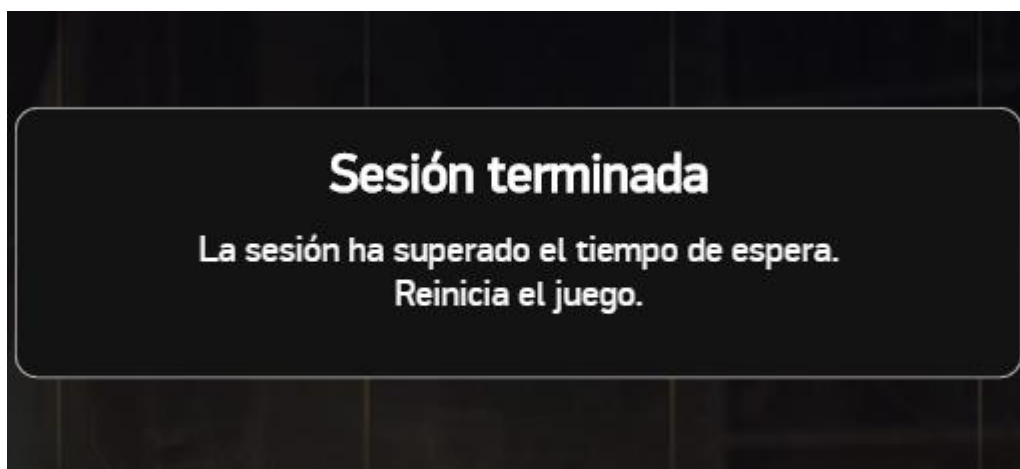 Sesión terminada
La sesión ha superado el tiempo de espera.
Reinicia el juego.